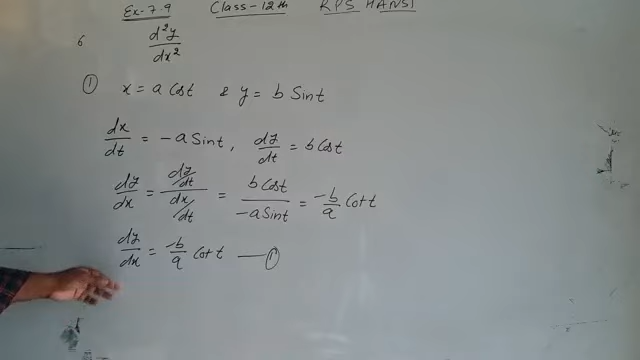 Ex-7.9 Class-12th RPS HANSI
6 d²y/dx²
① x = a Cost & y = b Sint
dx/dt = -a Sint, dy/dt = b Cost
dy/dx = (dy/dt)/(dx/dt) = b Cost/-a Sint = -b/a Cot t
dy/dx = -b/a Cot t —①